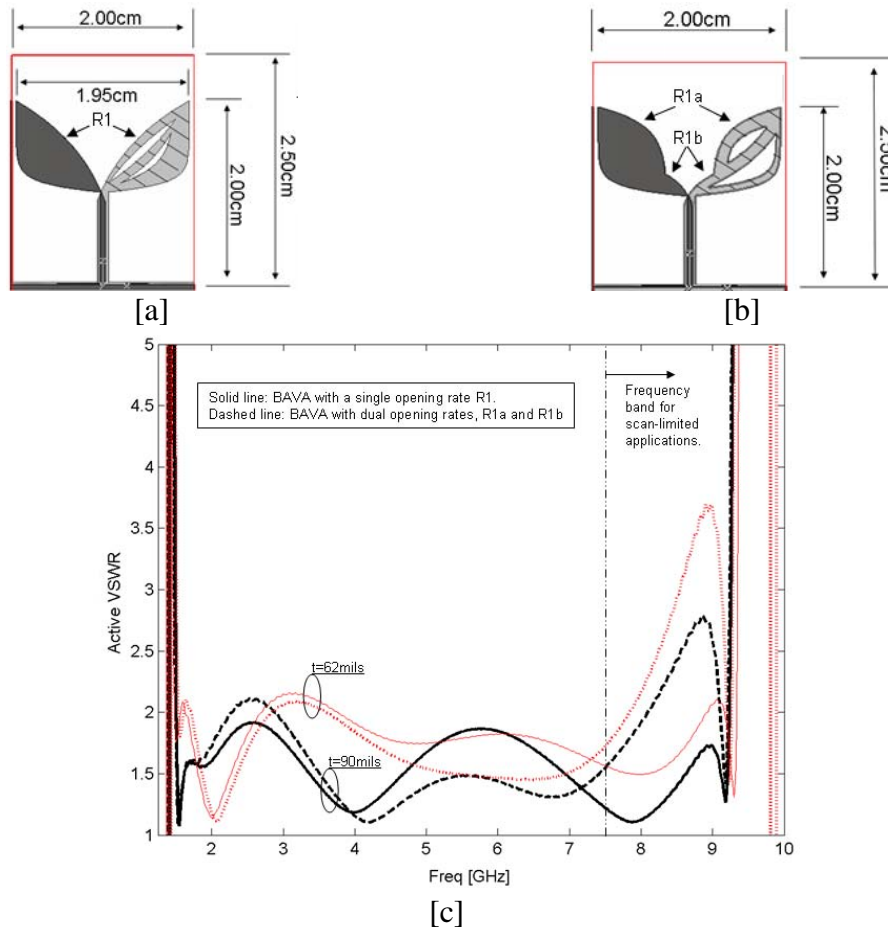 2.00cm
1.95cm
R1
2.00cm
2.50cm
[a]
2.00cm
R1a
R1b
2.00cm
2.50cm
[b]
5
4.5
4
3.5
3
2.5
2
1.5
1
Active VSWR
Solid line: BAVA with a single opening rate R1.
Dashed line: BAVA with dual opening rates, R1a and R1b
Frequency
band for
scan-limited
applications.
t=62mils
t=90mils
2 3 4 5 6 7 8 9 10
Freq [GHz]
[c]